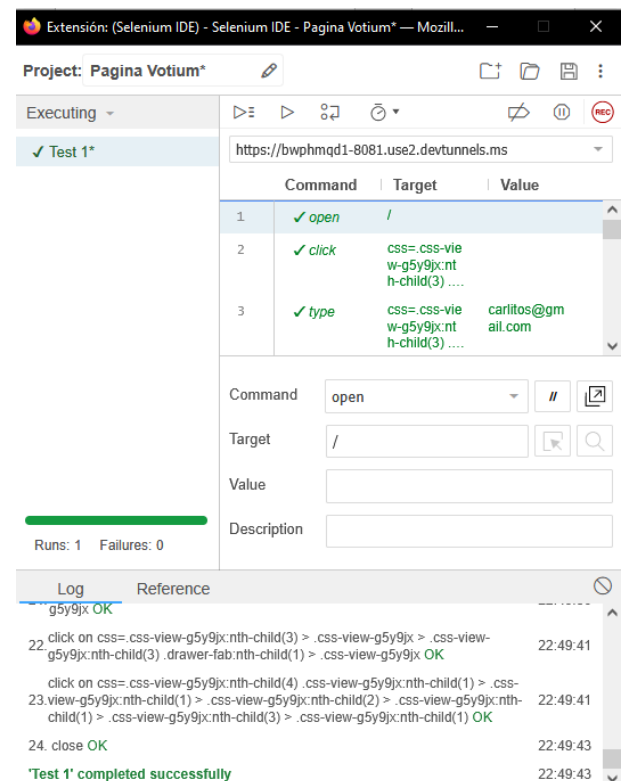 Extensión: (Selenium IDE) - Selenium IDE - Pagina Votium* — Mozill...
Project: Pagina Votium*
Executing
REC
✓ Test 1*
https://bwphmqd1-8081.use2.devtunnels.ms
Command Target Value
1 ✓ open /
2 ✓ click css=.css-vie
w-g5y9jx:nt
h-child(3) ....
3 ✓ type css=.css-vie carlitos@gm
w-g5y9jx:nt ail.com
h-child(3) ....
Command open //
Target /
Value
Description
Runs: 1 Failures: 0
Log Reference
g5y9jx OK
22. click on css=.css-view-g5y9jx:nth-child(3) > .css-view-g5y9jx > .css-view- 22:49:41
g5y9jx:nth-child(3) .drawer-fab:nth-child(1) > .css-view-g5y9jx OK
click on css=.css-view-g5y9jx:nth-child(4) .css-view-g5y9jx:nth-child(1) > .css-
23. view-g5y9jx:nth-child(1) > .css-view-g5y9jx:nth-child(2) > .css-view-g5y9jx:nth- 22:49:41
child(1) > .css-view-g5y9jx:nth-child(3) > .css-view-g5y9jx:nth-child(1) OK
24. close OK 22:49:43
'Test 1' completed successfully 22:49:43